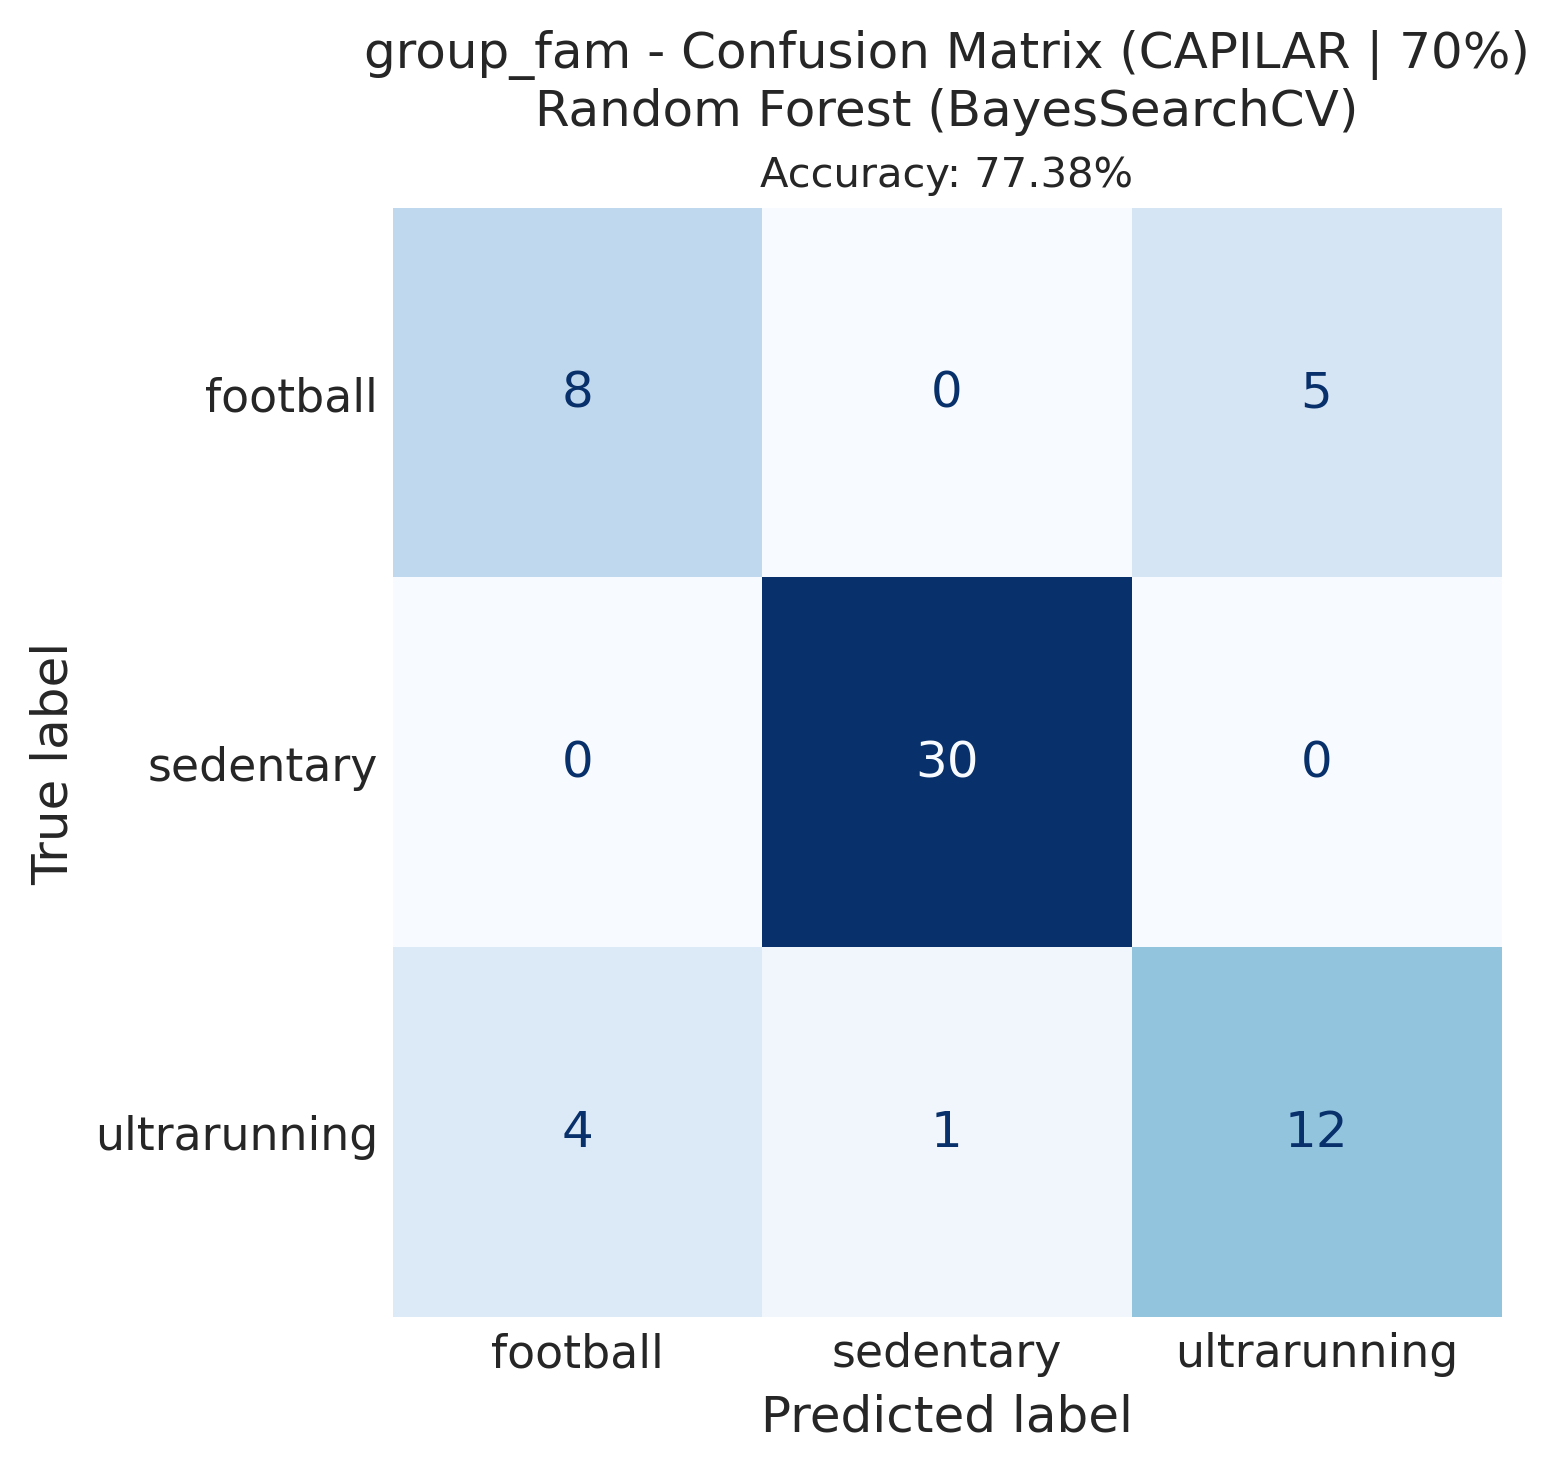 group_fam - Confusion Matrix (CAPILAR | 70%)
Random Forest (BayesSearchCV)
Accuracy: 77.38%
True label
football 8 0 5
sedentary 0 30 0
ultrarunning 4 1 12
football sedentary ultrarunning
Predicted label